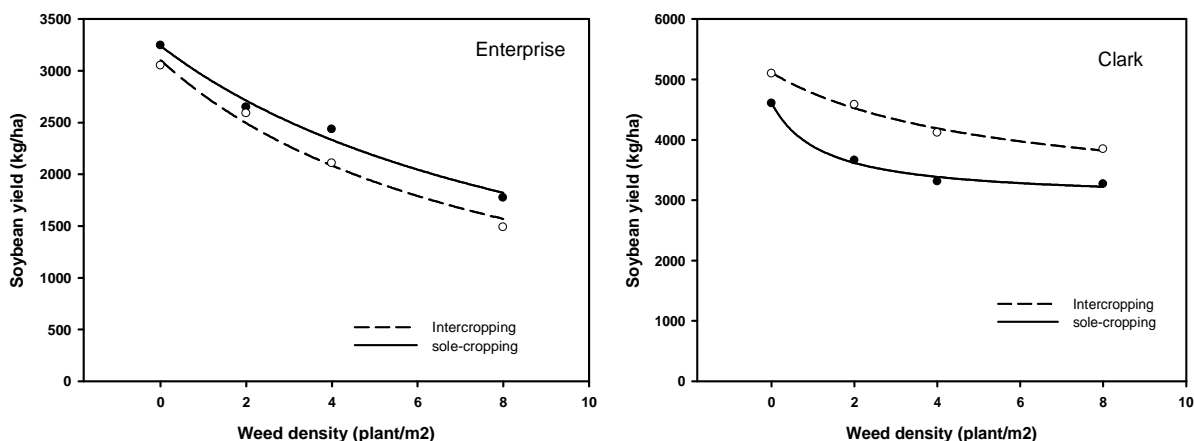 Enterprise
Soybean yield (kg/ha)
3500
3000
2500
2000
1500
1000
500
0
Intercropping
sole-cropping
0 2 4 6 8 10
Weed density (plant/m2)
Clark
Soybean yield (kg/ha)
6000
5000
4000
3000
2000
1000
0
Intercropping
sole-cropping
0 2 4 6 8 10
Weed density (plant/m2)